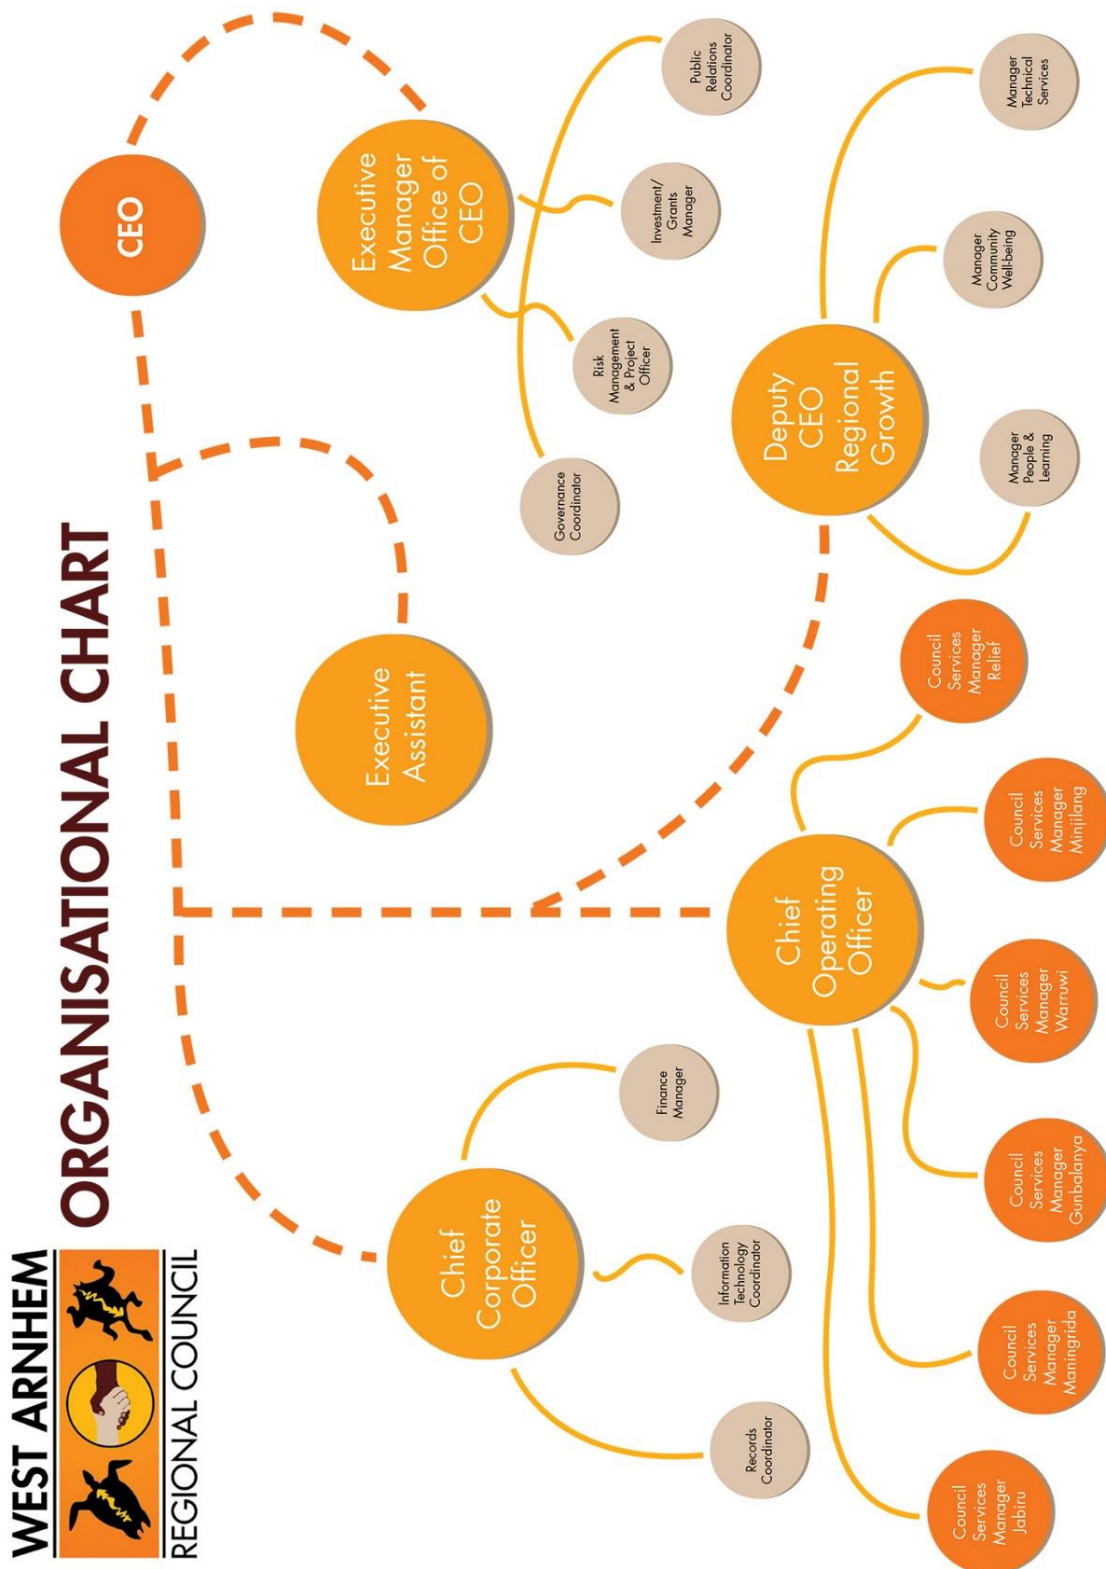 WEST ARNHEM
REGIONAL COUNCIL
ORGANISATIONAL CHART
CEO
Executive
Manager
Office of
CEO
Executive
Assistant
Public
Relations
Coordinator
Investment/
Grants
Manager
Risk
Management
& Project
Officer
Governance
Coordinator
Chief
Corporate
Officer
Finance
Manager
Information
Technology
Coordinator
Records
Coordinator
Chief
Operating
Officer
Deputy
CEO
Regional
Growth
Manager
Technical
Services
Manager
Community
Well-being
Manager
People &
Learning
Council
Services
Manager
Relief
Council
Services
Manager
Minjilang
Council
Services
Manager
Warruwi
Council
Services
Manager
Gunbalanya
Council
Services
Manager
Maningrida
Council
Services
Manager
Jabiru